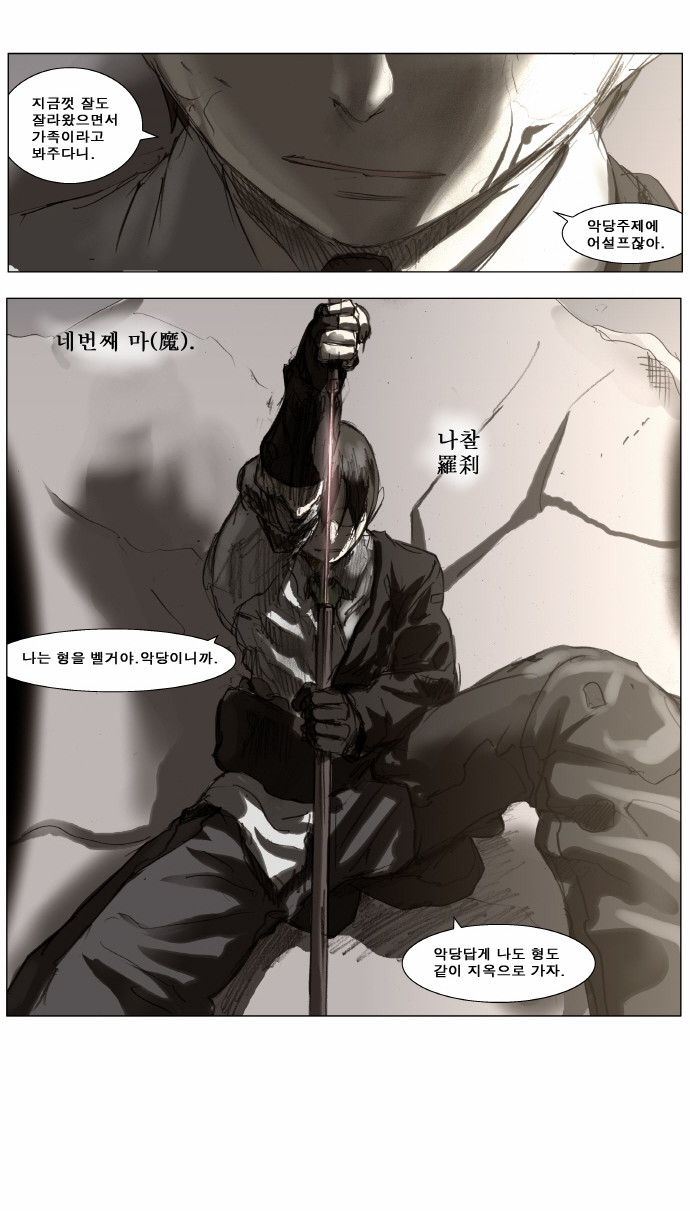 지금껏 잘도
잘라왔으면서
가족이라고
봐주다니.
악당주제에
어설프잖아.
네번째 마(魔).
나찰
羅刹
나는 형을 벨거야.악당이니까.
악당답게 나도 형도
같이 지옥으로 가자.